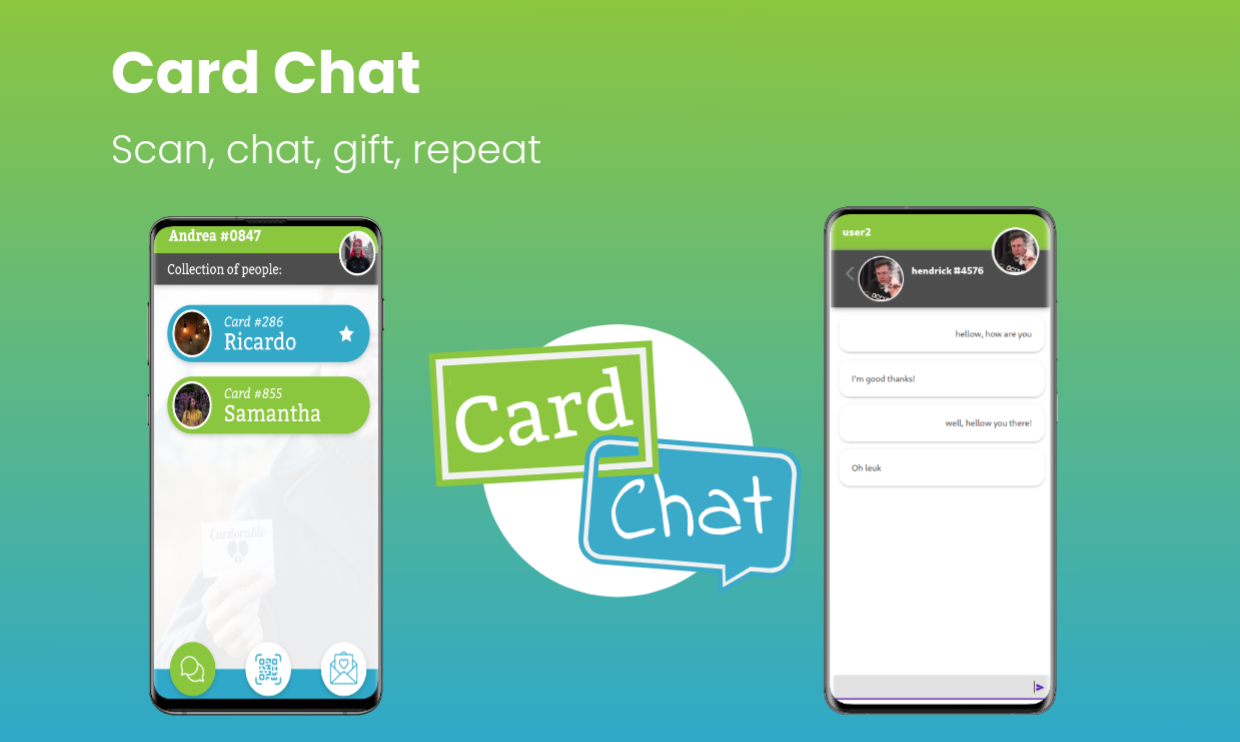 Card Chat
Scan, chat, gift, repeat
Andrea #0847
Collection of people:
Card #286
Ricardo
Card #855
Samantha
Cardorable
Card
Chat
user2
hendrick #4576
hellow, how are you
I'm good thanks!
well, hellow you there!
Oh leuk